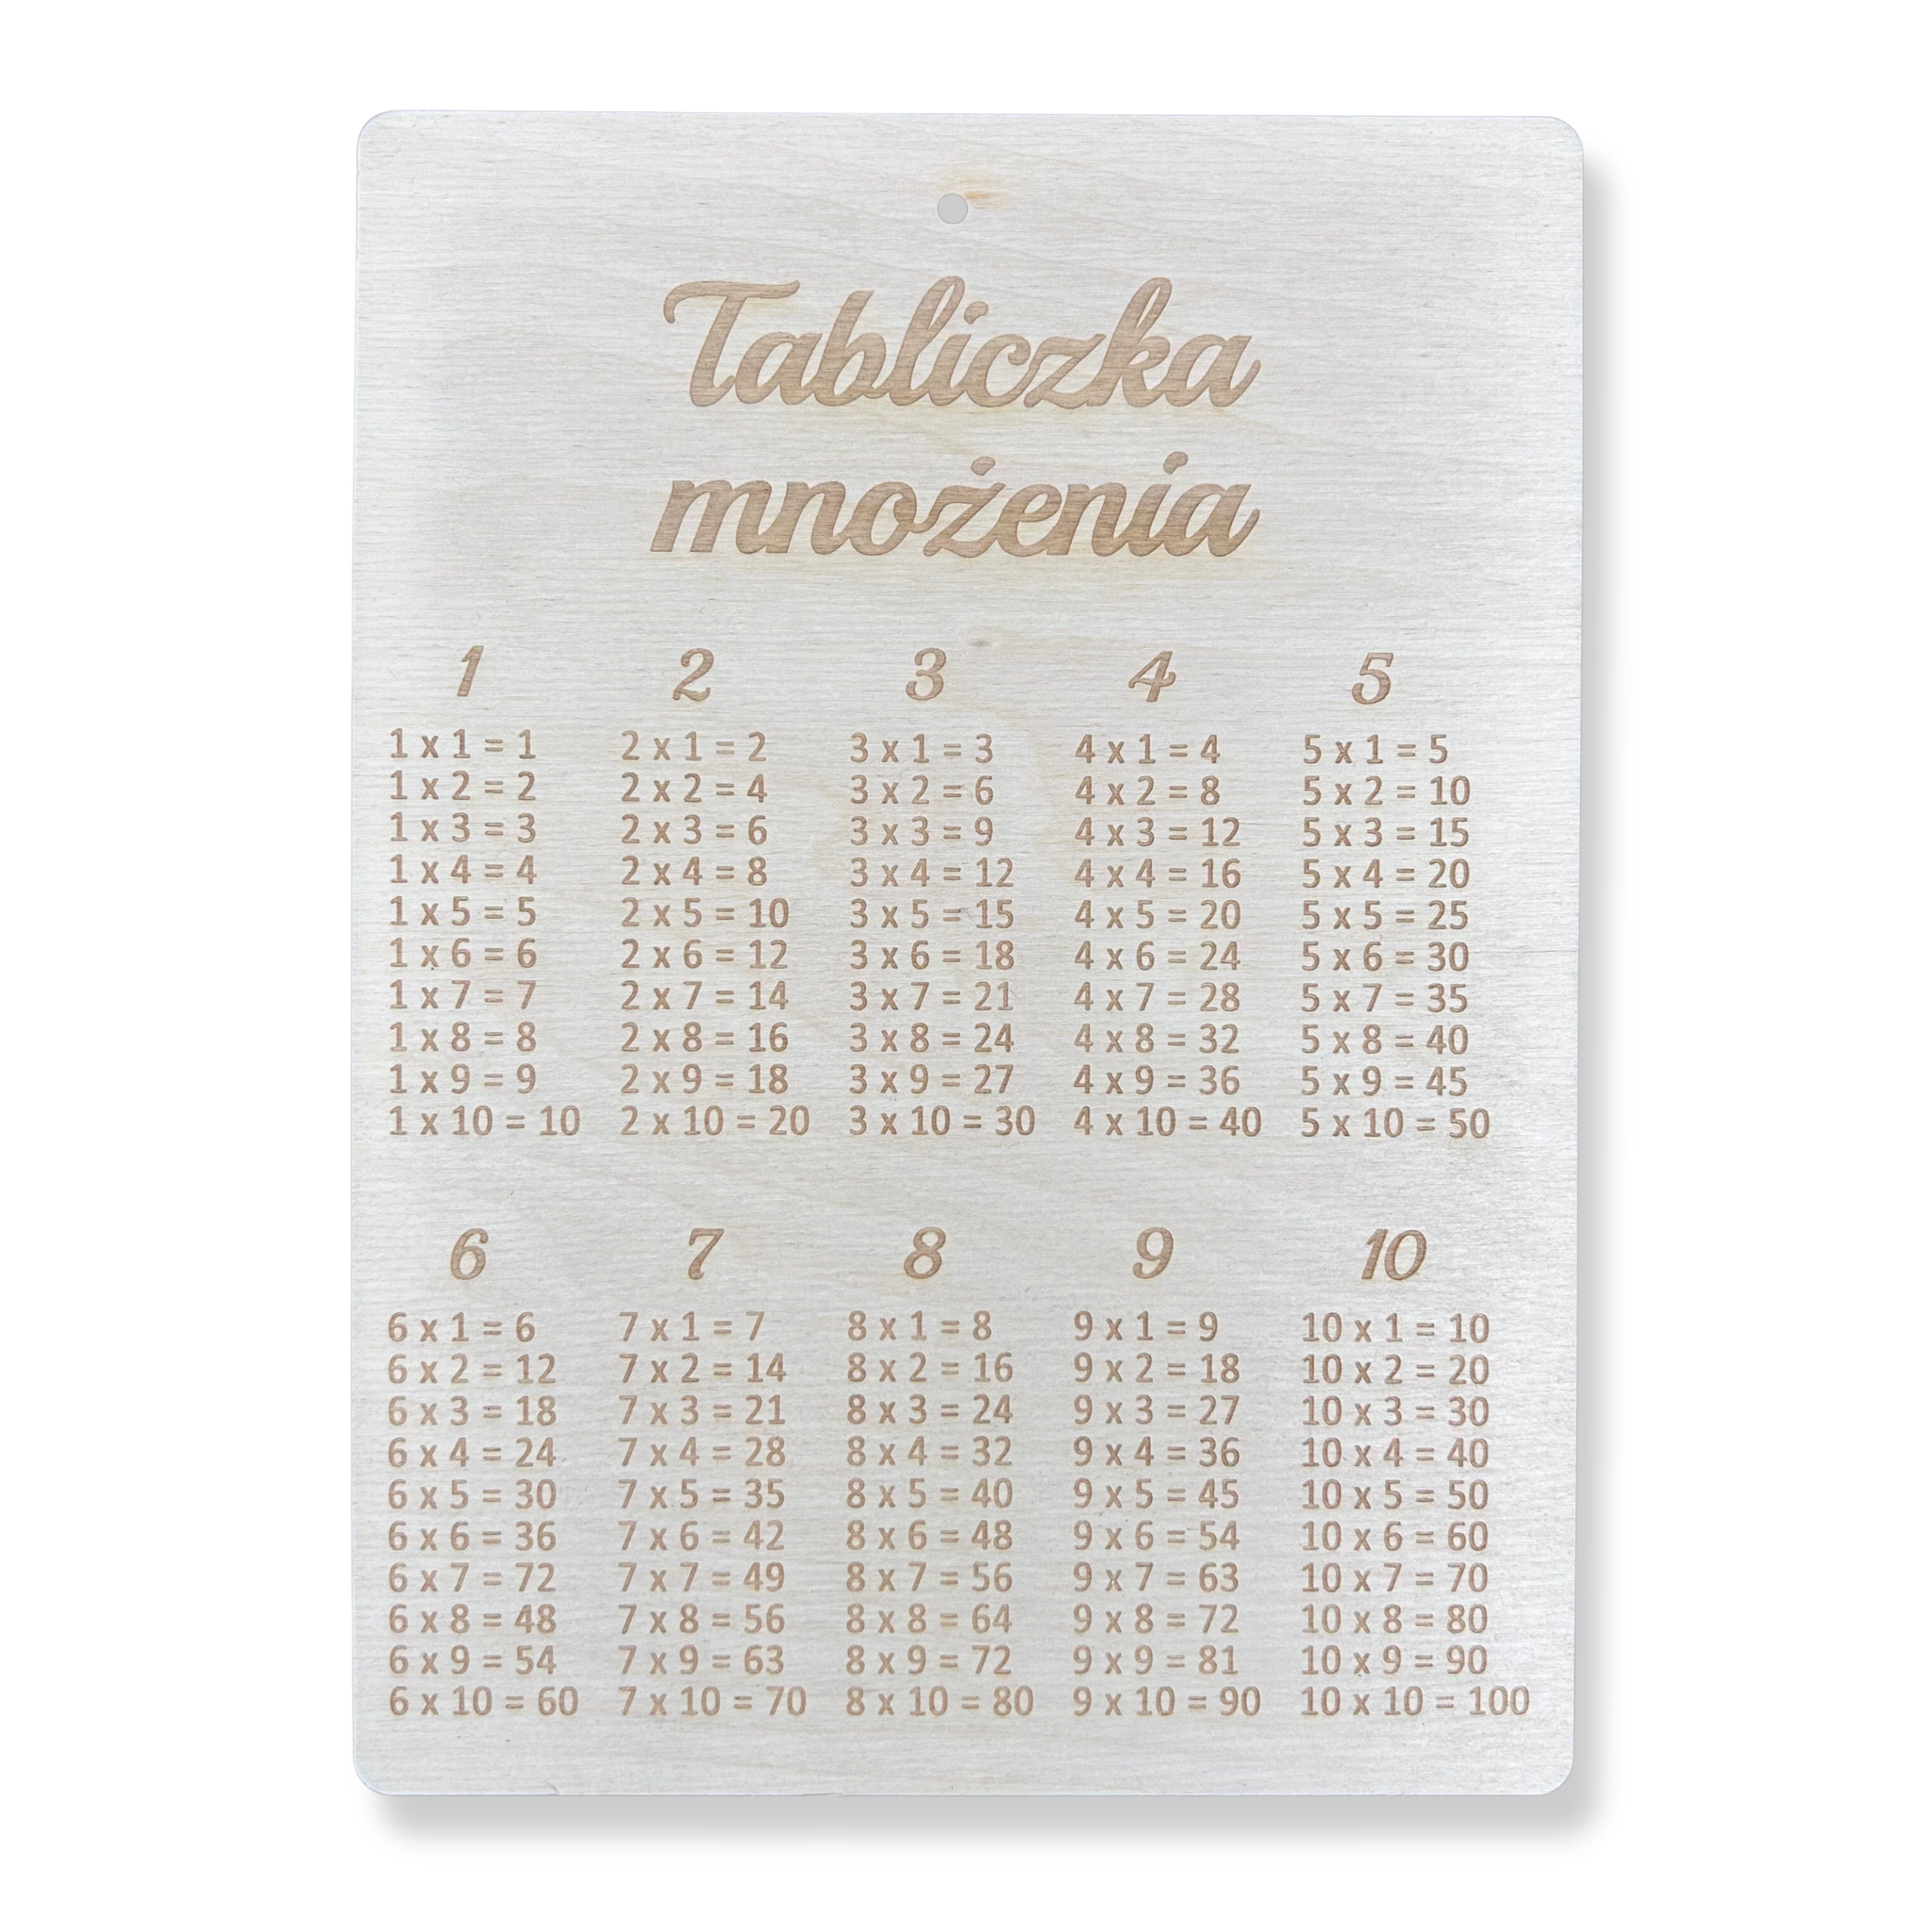 Tabliczka
mnożenia
1 2 3 4 5
1 x 1 = 1 2 x 1 = 2 3 x 1 = 3 4 x 1 = 4 5 x 1 = 5
1 x 2 = 2 2 x 2 = 4 3 x 2 = 6 4 x 2 = 8 5 x 2 = 10
1 x 3 = 3 2 x 3 = 6 3 x 3 = 9 4 x 3 = 12 5 x 3 = 15
1 x 4 = 4 2 x 4 = 8 3 x 4 = 12 4 x 4 = 16 5 x 4 = 20
1 x 5 = 5 2 x 5 = 10 3 x 5 = 15 4 x 5 = 20 5 x 5 = 25
1 x 6 = 6 2 x 6 = 12 3 x 6 = 18 4 x 6 = 24 5 x 6 = 30
1 x 7 = 7 2 x 7 = 14 3 x 7 = 21 4 x 7 = 28 5 x 7 = 35
1 x 8 = 8 2 x 8 = 16 3 x 8 = 24 4 x 8 = 32 5 x 8 = 40
1 x 9 = 9 2 x 9 = 18 3 x 9 = 27 4 x 9 = 36 5 x 9 = 45
1 x 10 = 10 2 x 10 = 20 3 x 10 = 30 4 x 10 = 40 5 x 10 = 50
6 7 8 9 10
6 x 1 = 6 7 x 1 = 7 8 x 1 = 8 9 x 1 = 9 10 x 1 = 10
6 x 2 = 12 7 x 2 = 14 8 x 2 = 16 9 x 2 = 18 10 x 2 = 20
6 x 3 = 18 7 x 3 = 21 8 x 3 = 24 9 x 3 = 27 10 x 3 = 30
6 x 4 = 24 7 x 4 = 28 8 x 4 = 32 9 x 4 = 36 10 x 4 = 40
6 x 5 = 30 7 x 5 = 35 8 x 5 = 40 9 x 5 = 45 10 x 5 = 50
6 x 6 = 36 7 x 6 = 42 8 x 6 = 48 9 x 6 = 54 10 x 6 = 60
6 x 7 = 72 7 x 7 = 49 8 x 7 = 56 9 x 7 = 63 10 x 7 = 70
6 x 8 = 48 7 x 8 = 56 8 x 8 = 64 9 x 8 = 72 10 x 8 = 80
6 x 9 = 54 7 x 9 = 63 8 x 9 = 72 9 x 9 = 81 10 x 9 = 90
6 x 10 = 60 7 x 10 = 70 8 x 10 = 80 9 x 10 = 90 10 x 10 = 100